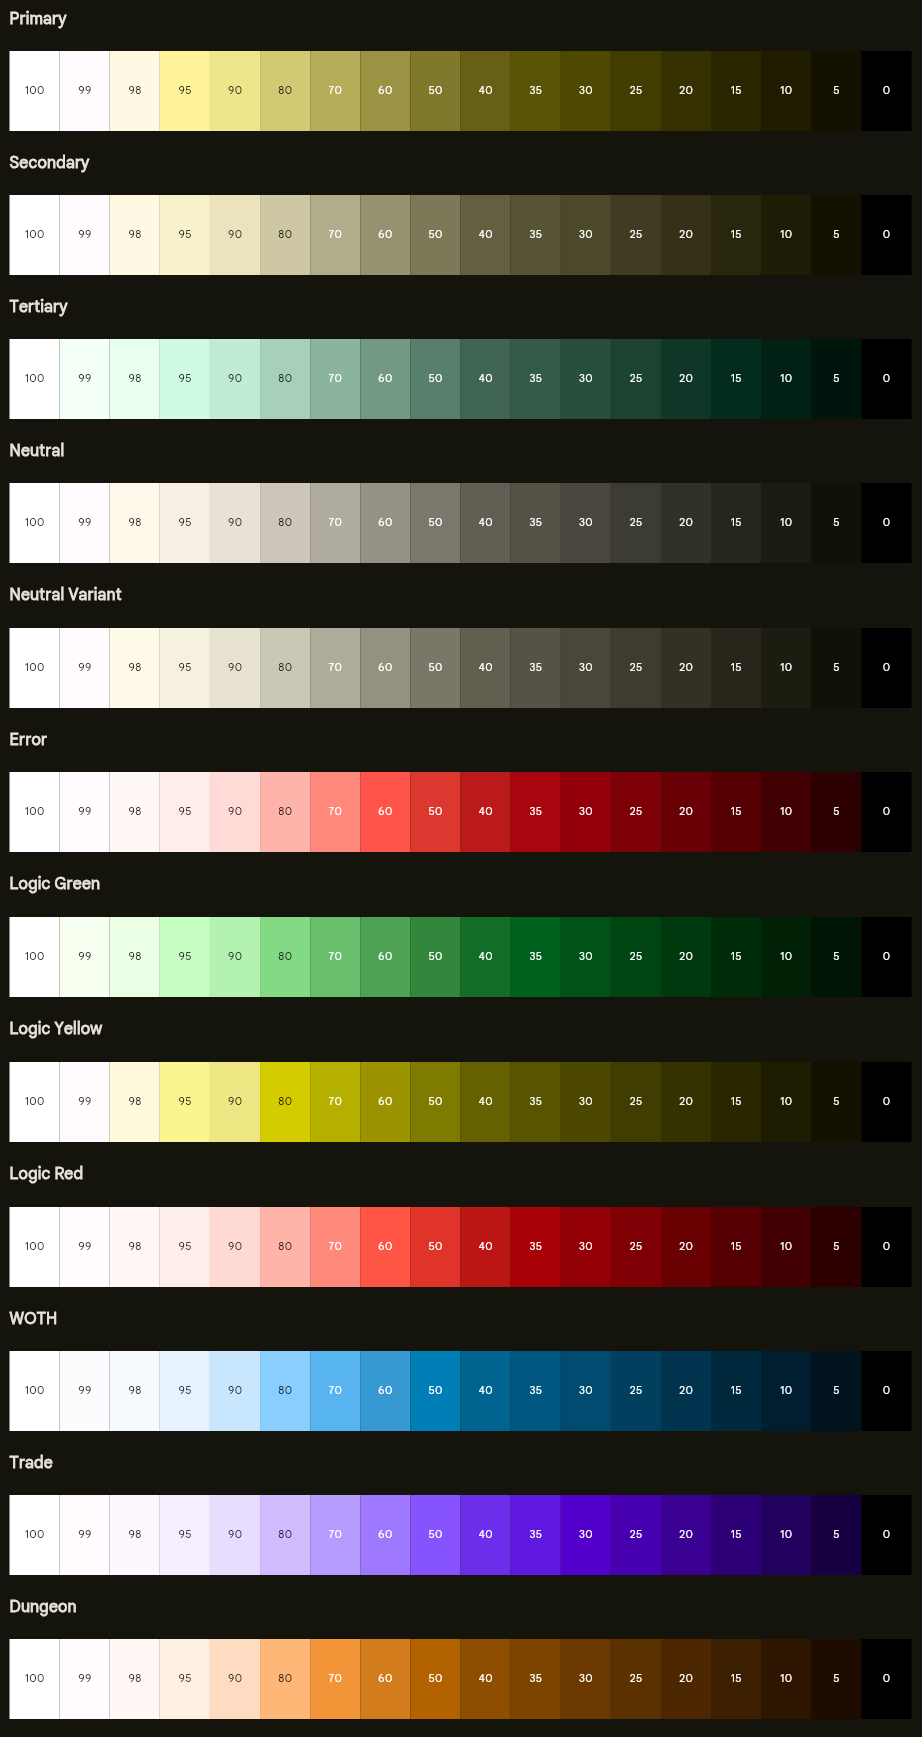 Primary
100 99 98 95 90 80 70 60 50 40 35 30 25 20 15 10 5 0
Secondary
100 99 98 95 90 80 70 60 50 40 35 30 25 20 15 10 5 0
Tertiary
100 99 98 95 90 80 70 60 50 40 35 30 25 20 15 10 5 0
Neutral
100 99 98 95 90 80 70 60 50 40 35 30 25 20 15 10 5 0
Neutral Variant
100 99 98 95 90 80 70 60 50 40 35 30 25 20 15 10 5 0
Error
100 99 98 95 90 80 70 60 50 40 35 30 25 20 15 10 5 0
Logic Green
100 99 98 95 90 80 70 60 50 40 35 30 25 20 15 10 5 0
Logic Yellow
100 99 98 95 90 80 70 60 50 40 35 30 25 20 15 10 5 0
Logic Red
100 99 98 95 90 80 70 60 50 40 35 30 25 20 15 10 5 0
WOTH
100 99 98 95 90 80 70 60 50 40 35 30 25 20 15 10 5 0
Trade
100 99 98 95 90 80 70 60 50 40 35 30 25 20 15 10 5 0
Dungeon
100 99 98 95 90 80 70 60 50 40 35 30 25 20 15 10 5 0